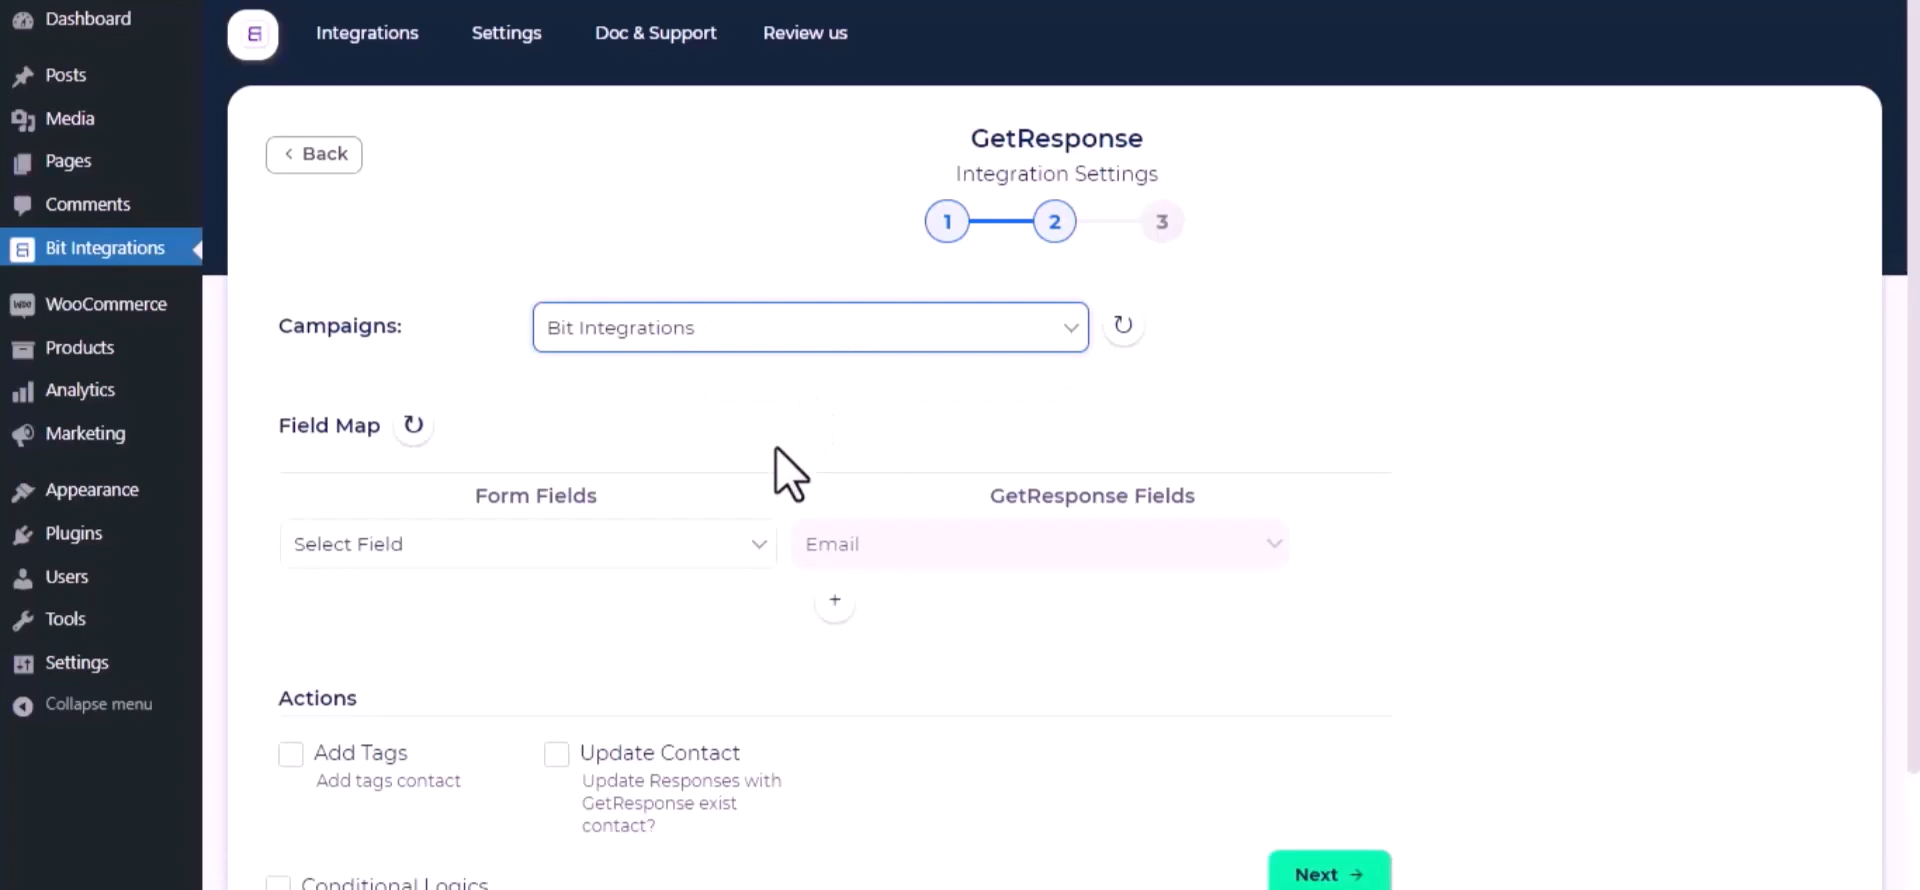 Dashboard
Posts
Media
Pages
Comments
Bit Integrations
WooCommerce
Products
Analytics
Marketing
Appearance
Plugins
Users
Tools
Settings
Collapse menu
Integrations
Settings
Doc & Support
Review us
Back
GetResponse
Integration Settings
1
2
3
Campaigns:
Bit Integrations
Field Map
Form Fields
GetResponse Fields
Select Field
Email
+
Actions
Add Tags
Add tags contact
Update Contact
Update Responses with
GetResponse exist
contact?
Conditional Logics
Next